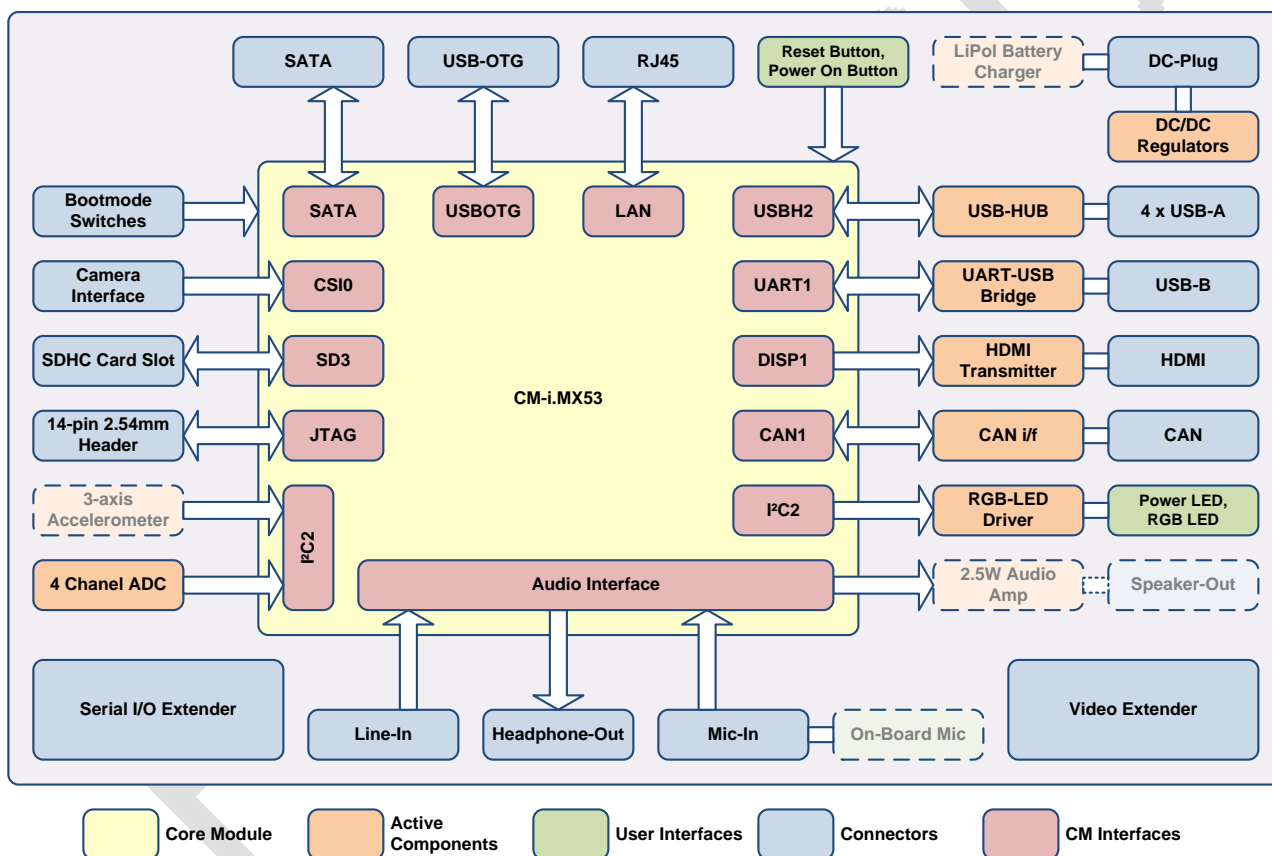 SATA
USB-OTG
RJ45
Reset Button,
Power On Button
LiPol Battery
Charger
DC-Plug
DC/DC
Regulators
Bootmode
Switches
SATA
USBOTG
LAN
USBH2
USB-HUB
4 x USB-A
Camera
Interface
CSI0
UART1
UART-USB
Bridge
USB-B
SDHC Card Slot
SD3
DISP1
HDMI
Transmitter
HDMI
CM-i.MX53
14-pin 2.54mm
Header
JTAG
CAN1
CAN i/f
CAN
3-axis
Accelerometer
I²C2
I²C2
RGB-LED
Driver
Power LED,
RGB LED
4 Chanel ADC
Audio Interface
2.5W Audio
Amp
Speaker-Out
Serial I/O Extender
Line-In
Headphone-Out
Mic-In
On-Board Mic
Video Extender
Core Module
Active
Components
User Interfaces
Connectors
CM Interfaces